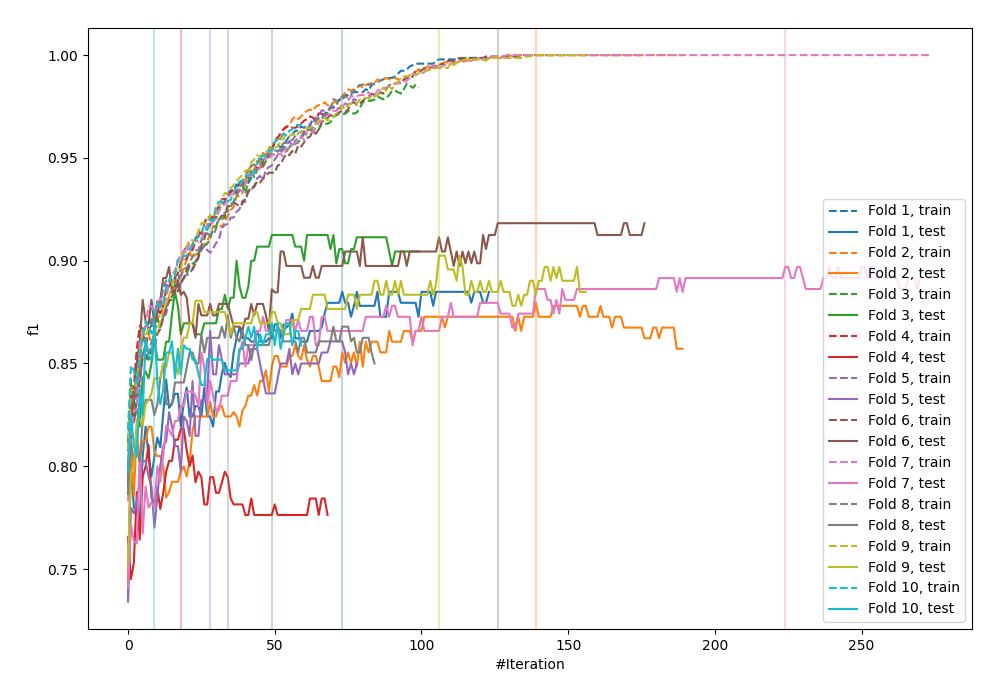 1.00
0.95
0.90
0.85
0.80
0.75
f1
0
50
100
150
200
250
#Iteration
Fold 1, train
Fold 1, test
Fold 2, train
Fold 2, test
Fold 3, train
Fold 3, test
Fold 4, train
Fold 4, test
Fold 5, train
Fold 5, test
Fold 6, train
Fold 6, test
Fold 7, train
Fold 7, test
Fold 8, train
Fold 8, test
Fold 9, train
Fold 9, test
Fold 10, train
Fold 10, test